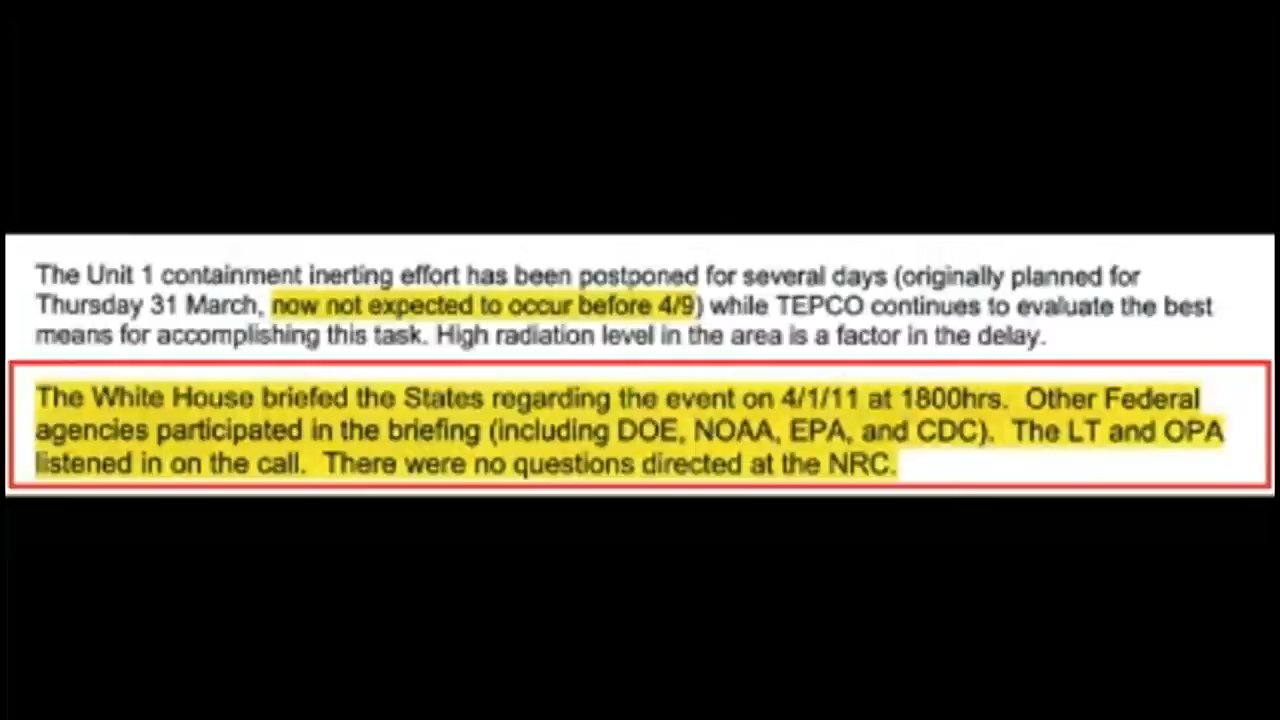 The Unit 1 containment inerting effort has been postponed for several days (originally planned for
Thursday 31 March, now not expected to occur before 4/9) while TEPCO continues to evaluate the best
means for accomplishing this task. High radiation level in the area is a factor in the delay.
The White House briefed the States regarding the event on 4/1/11 at 1800hrs. Other Federal
agencies participated in the briefing (including DOE, NOAA, EPA, and CDC). The LT and OPA
listened in on the call. There were no questions directed at the NRC.